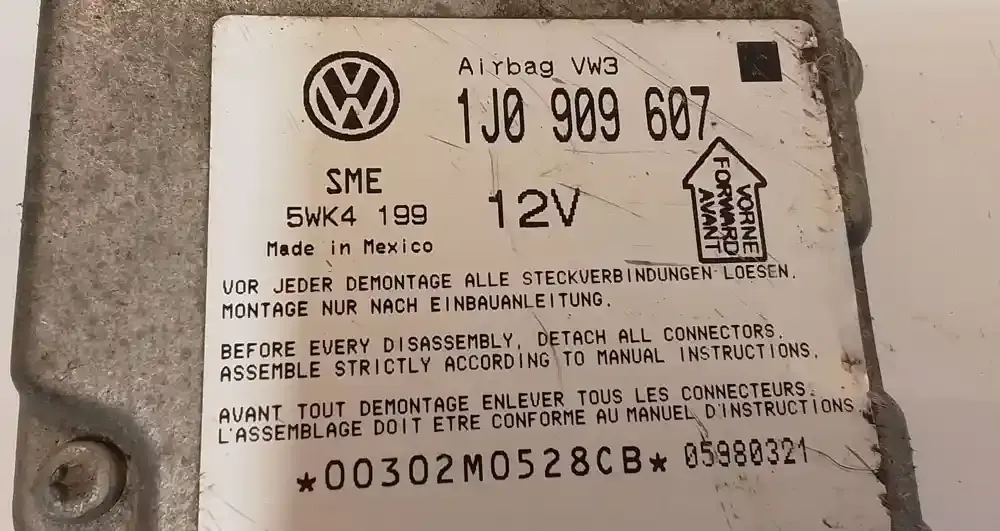 VW
Airbag VW3
1J0 909 607
SME
5WK4 199
12V
Made in Mexico
VORNE
FORWARD
AVANT
VOR JEDER DEMONTAGE ALLE STECKVERBINDUNGEN LOESEN.
MONTAGE NUR NACH EINBAUANLEITUNG.
BEFORE EVERY DISASSEMBLY, DETACH ALL CONNECTORS.
ASSEMBLE STRICTLY ACCORDING TO MANUAL INSTRUCTIONS.
AVANT TOUT DEMONTAGE ENLEVER TOUS LES CONNECTEURS.
L'ASSEMBLAGE DOIT ETRE CONFORME AU MANUEL D'INSTRUCTIONS.
*00302M0528CB* 05980321